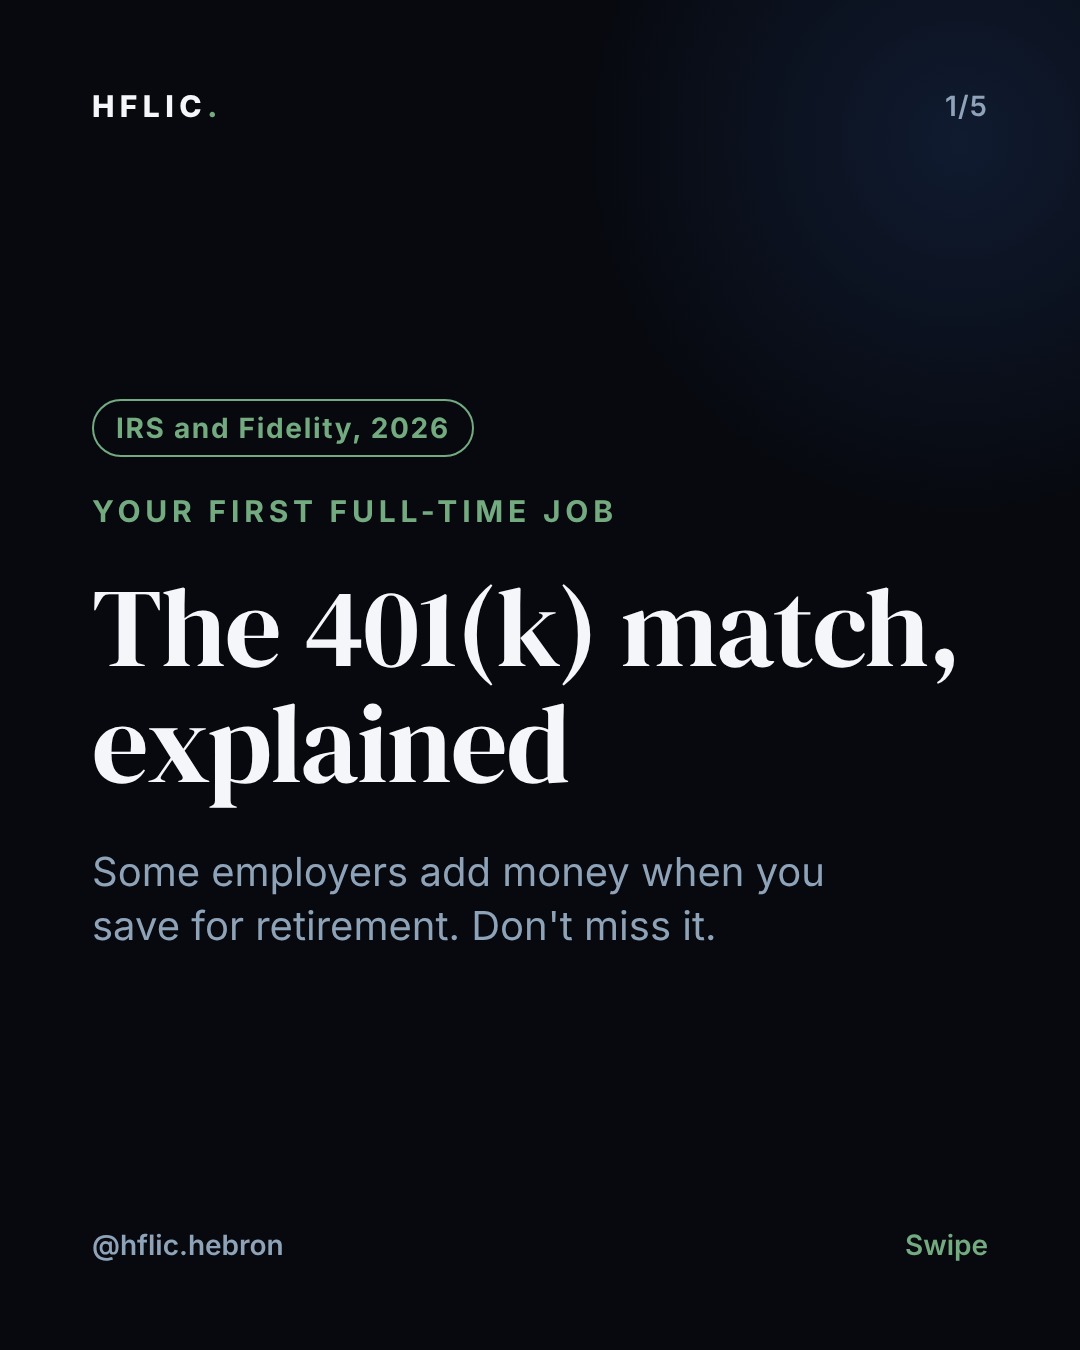 HFLIC.
1/5
IRS and Fidelity, 2026
YOUR FIRST FULL-TIME JOB
The 401(k) match,
explained
Some employers add money when you
save for retirement. Don't miss it.
@hflic.hebron
Swipe